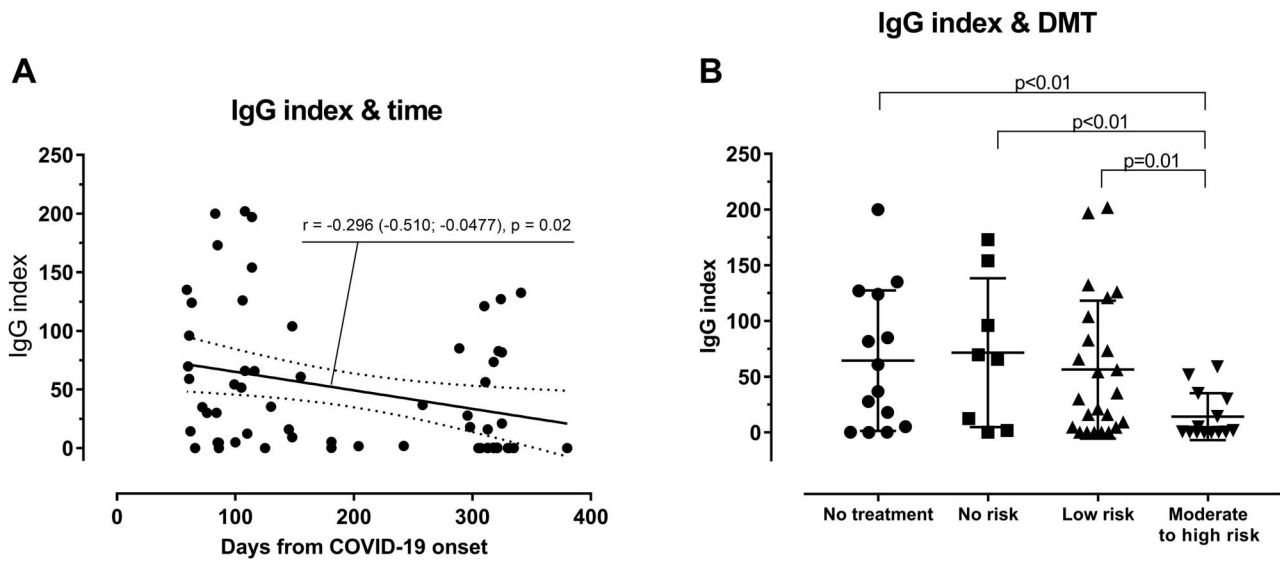 A
IgG index & time
IgG index
250
200
150
100
50
0
r = -0.296 (-0.510; -0.0477), p = 0.02
0 100 200 300 400
Days from COVID-19 onset
IgG index & DMT
B
p<0.01
p<0.01
p=0.01
IgG index
250
200
150
100
50
0
No treatment No risk Low risk Moderate
to high risk